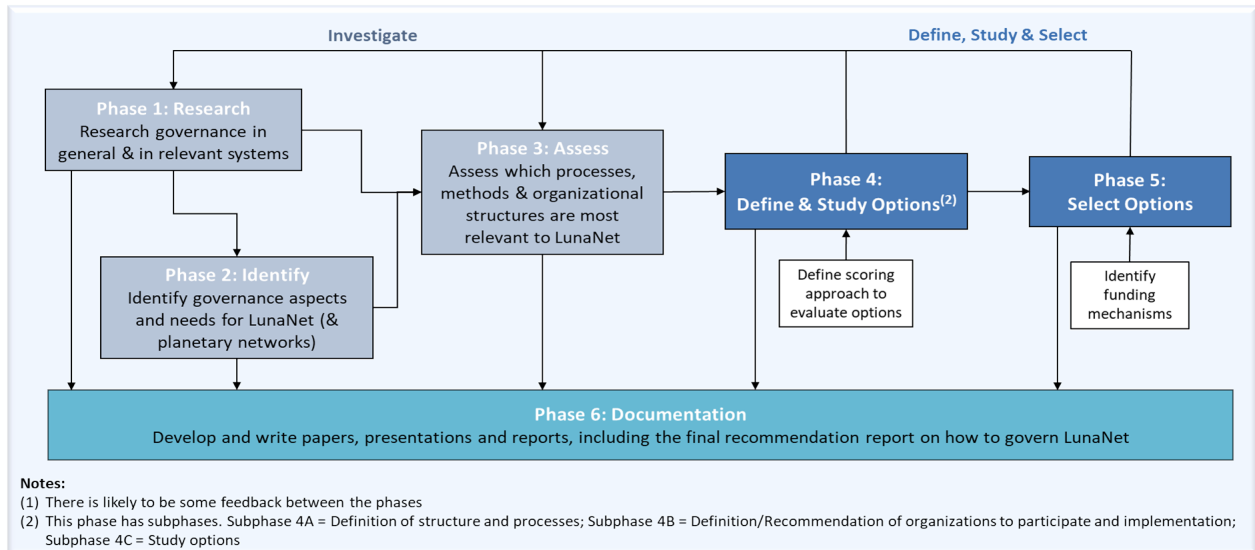 Investigate
Define, Study & Select
Phase 1: Research
Research governance in
general & in relevant systems
Phase 2: Identify
Identify governance aspects
and needs for LunaNet (&
planetary networks)
Phase 3: Assess
Assess which processes,
methods & organizational
structures are most
relevant to LunaNet
Phase 4:
Define & Study Options(2)
Define scoring
approach to
evaluate options
Phase 5:
Select Options
Identify
funding
mechanisms
Phase 6: Documentation
Develop and write papers, presentations and reports, including the final recommendation report on how to govern LunaNet
Notes:
(1) There is likely to be some feedback between the phases
(2) This phase has subphases. Subphase 4A = Definition of structure and processes; Subphase 4B = Definition/Recommendation of organizations to participate and implementation;
Subphase 4C = Study options